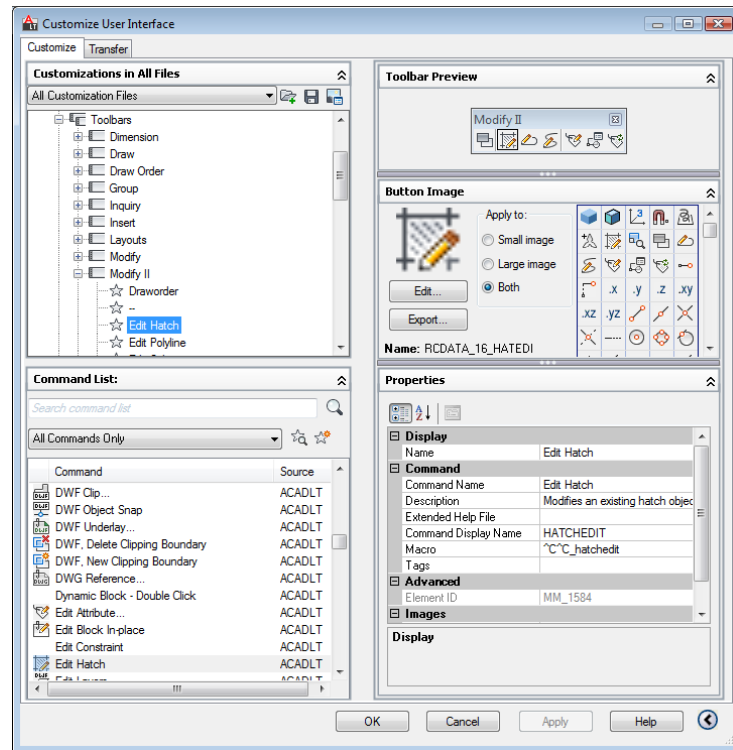 Customize User Interface
Customize Transfer
Customizations in All Files
All Customization Files
Toolbars
Dimension
Draw
Draw Order
Group
Inquiry
Insert
Layouts
Modify
Modify II
Draworder
--
Edit Hatch
Edit Polyline
Command List:
Search command list
All Commands Only
Command Source
DWF Clip... ACADLT
DWF Object Snap ACADLT
DWF Underlay... ACADLT
DWF, Delete Clipping Boundary ACADLT
DWF, New Clipping Boundary ACADLT
DWG Reference... ACADLT
Dynamic Block - Double Click ACADLT
Edit Attribute... ACADLT
Edit Block In-place ACADLT
Edit Constraint ACADLT
Edit Hatch ACADLT
Toolbar Preview
Modify II
Button Image
Apply to:
Small image
Large image
Both
Edit...
Export...
Name: RCDATA_16_HATEDI
.x .y .z .xy
.xz .yz
Properties
Display
Name Edit Hatch
Command
Command Name Edit Hatch
Description Modifies an existing hatch objec
Extended Help File
Command Display Name HATCHEDIT
Macro ^C^C_hatchedit
Tags
Advanced
Element ID MM_1584
Images
Display
OK Cancel Apply Help